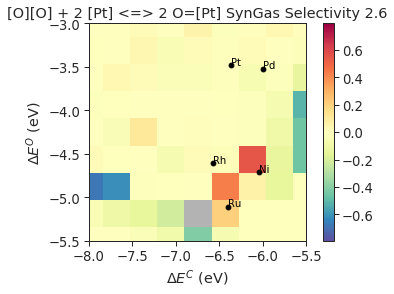 [O][O] + 2 [Pt] <=> 2 O=[Pt] SynGas Selectivity 2.6
−3.0
−3.5
−4.0
−4.5
−5.0
−5.5
ΔE^O (eV)
Pt
Pd
Rh
Ni
Ru
−8.0 −7.5 −7.0 −6.5 −6.0 −5.5
ΔE^C (eV)
0.6
0.4
0.2
0.0
−0.2
−0.4
−0.6